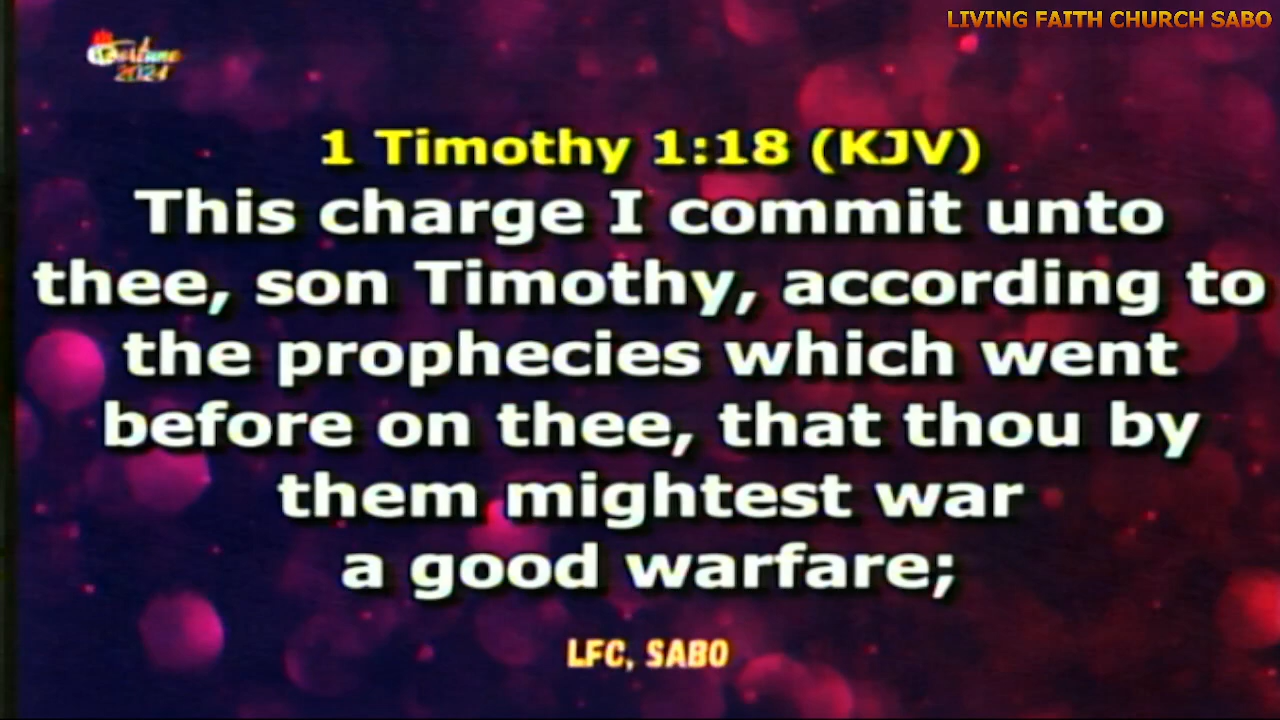 LIVING FAITH CHURCH SABO
2024
1 Timothy 1:18 (KJV)
This charge I commit unto
thee, son Timothy, according to
the prophecies which went
before on thee, that thou by
them mightest war
a good warfare;
LFC, SABO